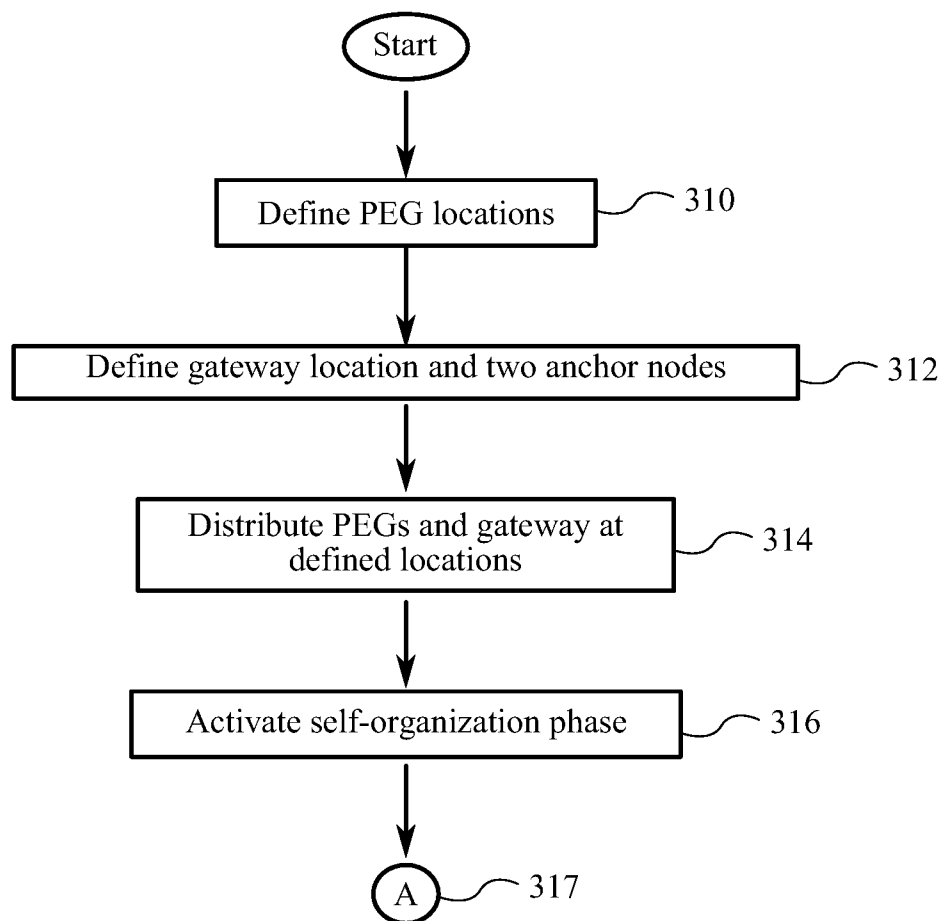 Start
Define PEG locations
310
Define gateway location and two anchor nodes
312
Distribute PEGs and gateway at
defined locations
314
Activate self-organization phase
316
A
317